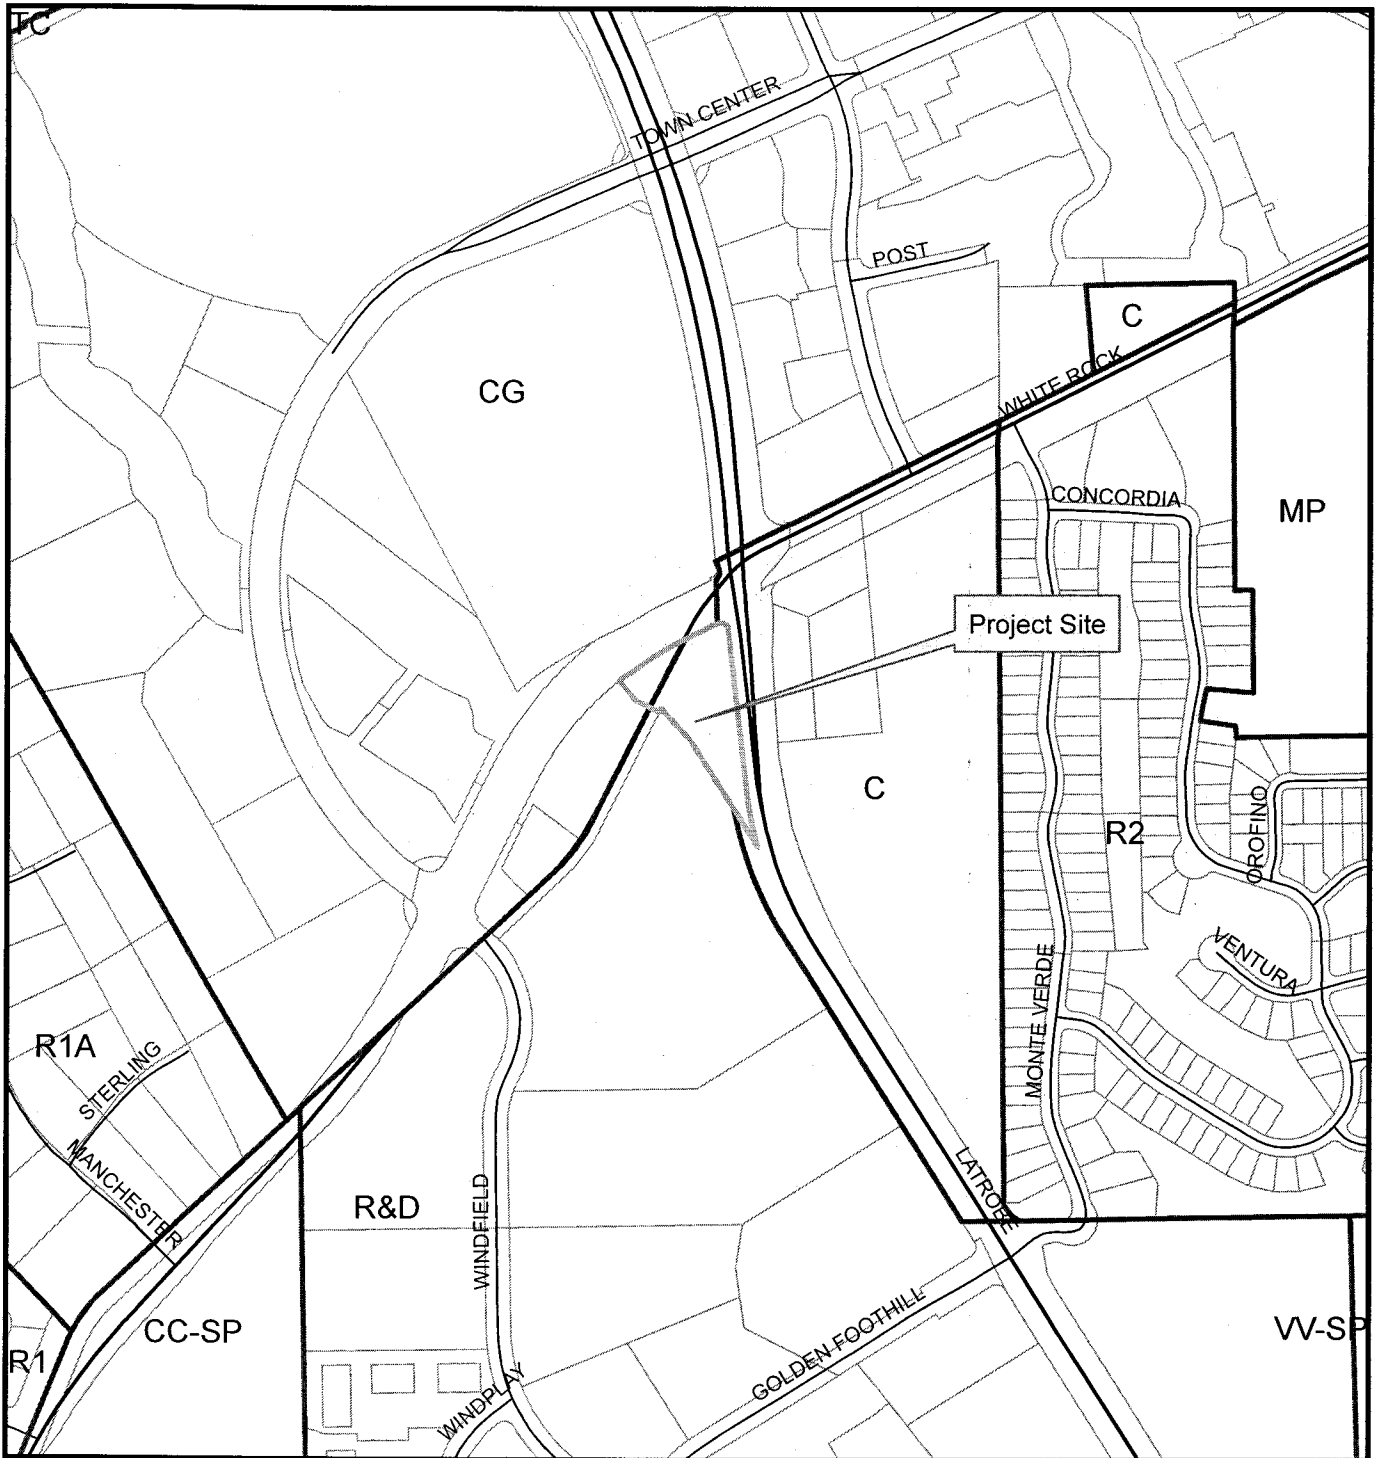 TC
TOWN CENTER
POST
C
WHITE ROCK
CG
CONCORDIA
MP
Project Site
C
R2
OROFINO
VENTURA
MONTE VERDE
R1A
STERLING
MANCHESTER
LATROBE
R&D
WINDFIELD
GOLDEN FOOTHILL
CC-SP
VV-SP
R1
WINDPLAY